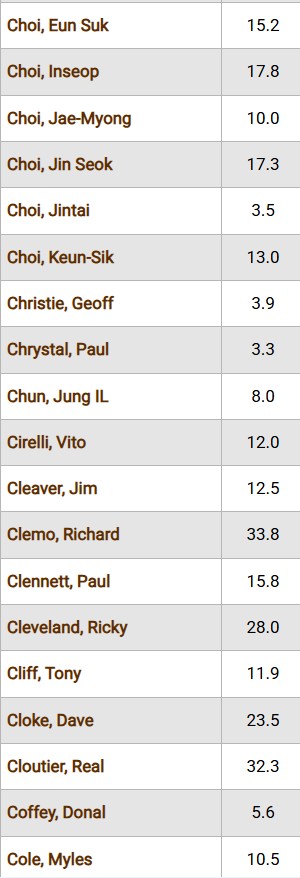 Choi, Eun Suk 15.2
Choi, Inseop 17.8
Choi, Jae-Myong 10.0
Choi, Jin Seok 17.3
Choi, Jintai 3.5
Choi, Keun-Sik 13.0
Christie, Geoff 3.9
Chrystal, Paul 3.3
Chun, Jung IL 8.0
Cirelli, Vito 12.0
Cleaver, Jim 12.5
Clemo, Richard 33.8
Clennett, Paul 15.8
Cleveland, Ricky 28.0
Cliff, Tony 11.9
Cloke, Dave 23.5
Cloutier, Real 32.3
Coffey, Donal 5.6
Cole, Myles 10.5